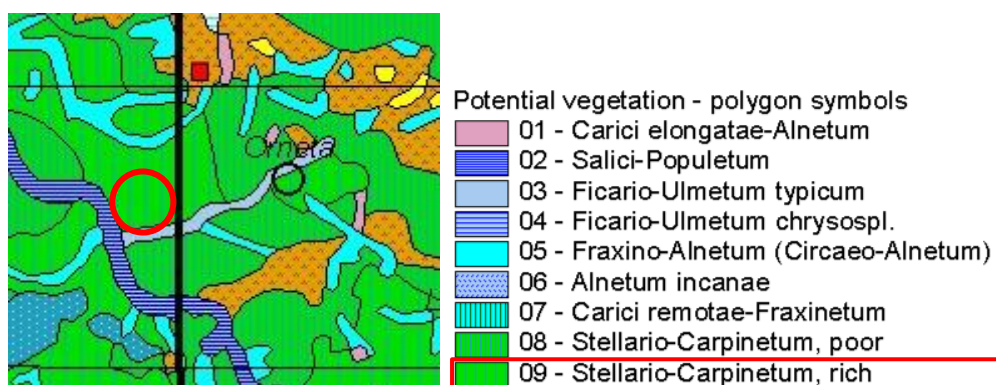 Orneta
Potential vegetation - polygon symbols
01 - Carici elongatae-Alnetum
02 - Salici-Populetum
03 - Ficario-Ulmetum typicum
04 - Ficario-Ulmetum chrysospl.
05 - Fraxino-Alnetum (Circaeo-Alnetum)
06 - Alnetum incanae
07 - Carici remotae-Fraxinetum
08 - Stellario-Carpinetum, poor
09 - Stellario-Carpinetum, rich